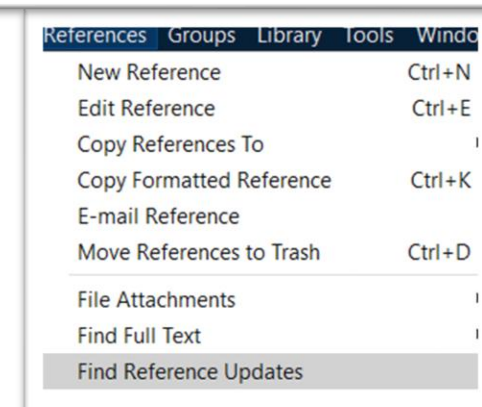 References Groups Library Tools Windo
New Reference Ctrl+N
Edit Reference Ctrl+E
Copy References To
Copy Formatted Reference Ctrl+K
E-mail Reference
Move References to Trash Ctrl+D
File Attachments
Find Full Text
Find Reference Updates